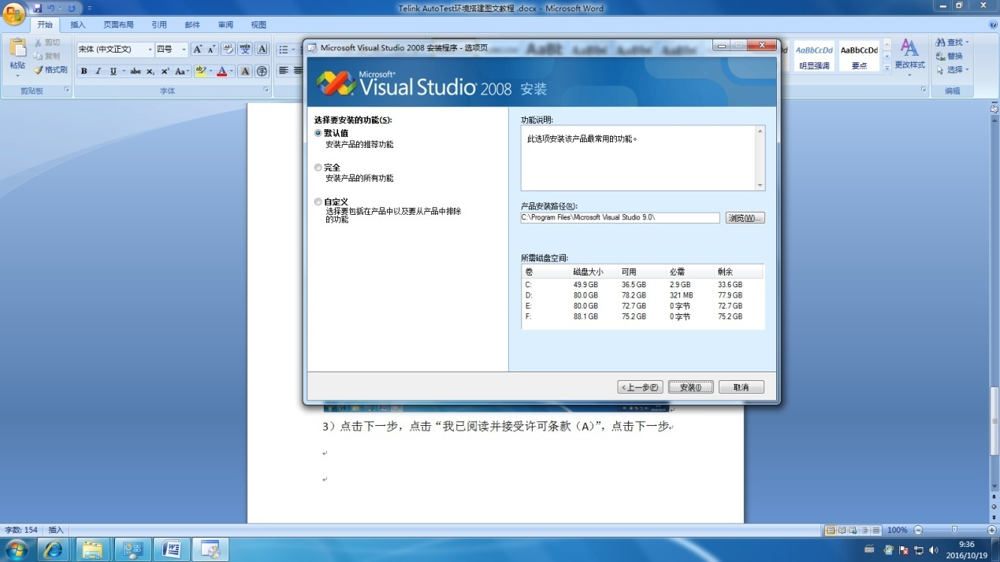 Telink AutoTest环境搭建图文教程 .docx - Microsoft Word
开始 插入 页面布局 引用 邮件 审阅 视图
粘贴
剪切
复制
格式刷
剪贴板
宋体 (中文正文) 四号
B I U abc x₂ x² Aa
字体
AaBbCcDd
明显强调
AaBbCcDd
要点
更改样式
查找
替换
选择
编辑
Microsoft Visual Studio 2008 安装程序 - 选项页
Microsoft®
Visual Studio® 2008 安装
选择要安装的功能(S):
默认值
安装产品的推荐功能
完全
安装产品的所有功能
自定义
选择要包括在产品中以及要从产品中排除
的功能
功能说明:
此选项安装该产品最常用的功能。
产品安装路径(R):
C:\Program Files\Microsoft Visual Studio 9.0\
浏览(W)...
所需磁盘空间:
卷 磁盘大小 可用 必需 剩余
C: 49.9 GB 36.5 GB 2.9 GB 33.6 GB
D: 80.0 GB 78.2 GB 321 MB 77.9 GB
E: 80.0 GB 72.7 GB 0 字节 72.7 GB
F: 88.1 GB 75.2 GB 0 字节 75.2 GB
<上一步(P) 安装(I) 取消
3）点击下一步，点击“我已阅读并接受许可条款（A）”，点击下一步
字数: 154 插入
100%
9:36
2016/10/19